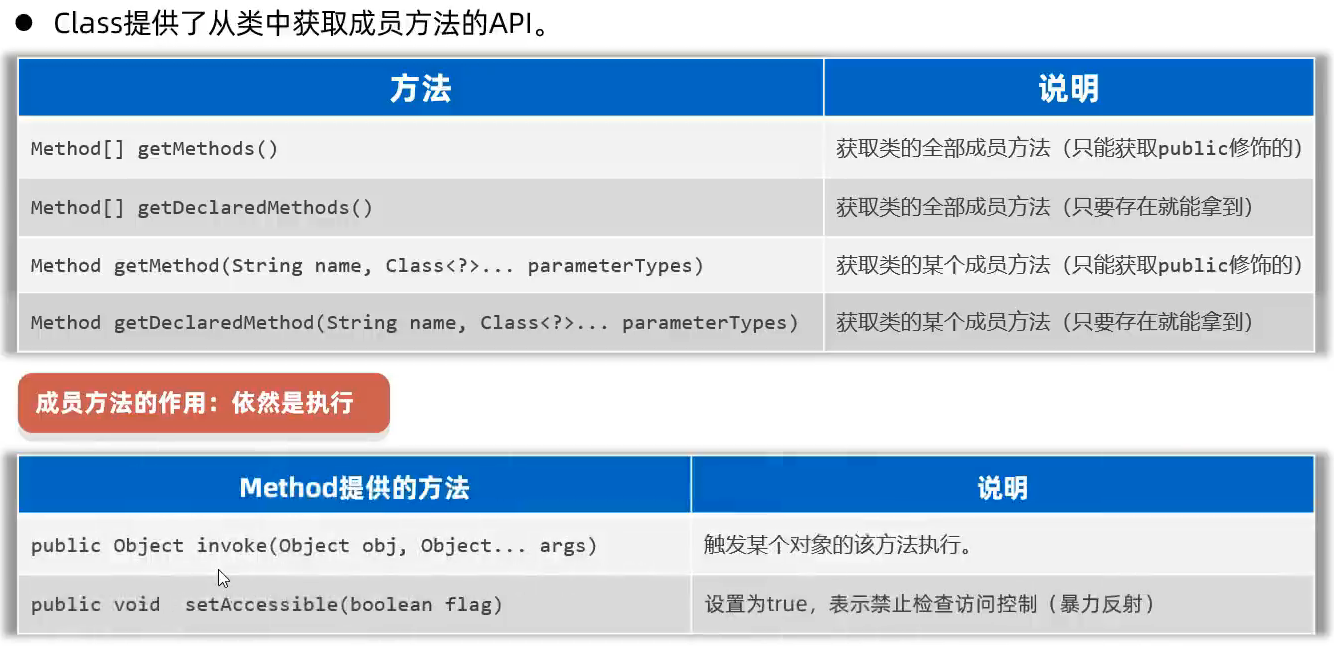 ● Class提供了从类中获取成员方法的API。
方法 说明
Method[] getMethods() 获取类的全部成员方法（只能获取public修饰的）
Method[] getDeclaredMethods() 获取类的全部成员方法（只要存在就能拿到）
Method getMethod(String name, Class<?>... parameterTypes) 获取类的某个成员方法（只能获取public修饰的）
Method getDeclaredMethod(String name, Class<?>... parameterTypes) 获取类的某个成员方法（只要存在就能拿到）
成员方法的作用：依然是执行
Method提供的方法 说明
public Object invoke(Object obj, Object... args) 触发某个对象的该方法执行。
public void setAccessible(boolean flag) 设置为true，表示禁止检查访问控制（暴力反射）